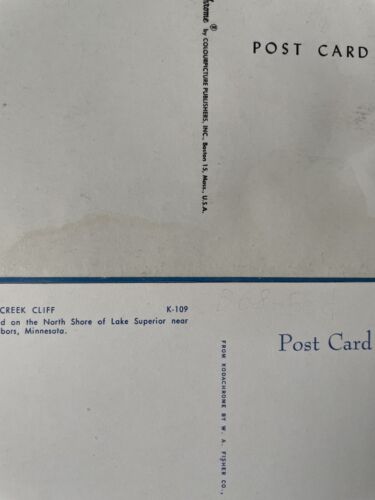 POST CARD
by COLOURPICTURE PUBLISHERS, INC., Boston 15, Mass., U.S.A.
CREEK CLIFF K-109
d on the North Shore of Lake Superior near
bors, Minnesota.
Post Card
FROM KODACHROME BY W. A. FISHER CO.,